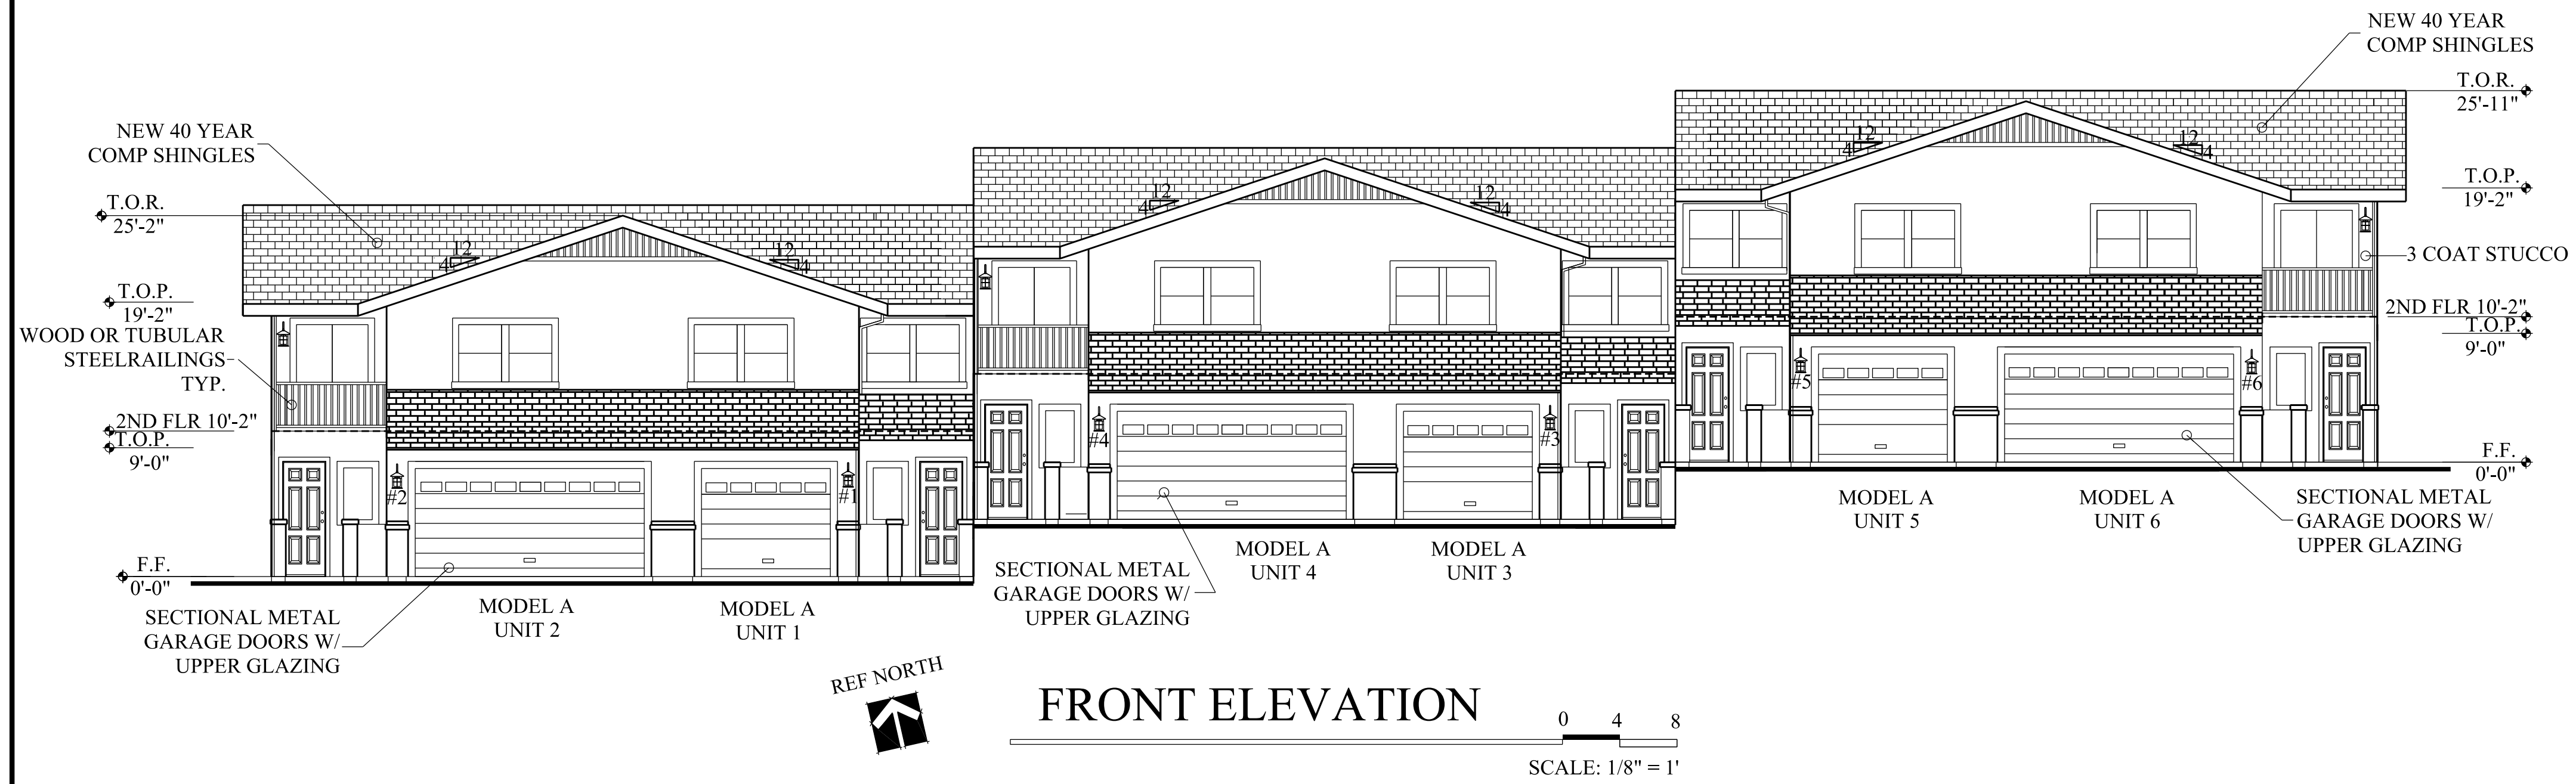 NEW 40 YEAR
COMP SHINGLES
T.O.R.
25'-11"
T.O.P.
19'-2"
3 COAT STUCCO
2ND FLR 10'-2"
T.O.P.
9'-0"
F.F.
0'-0"
NEW 40 YEAR
COMP SHINGLES
T.O.R.
25'-2"
T.O.P.
19'-2"
WOOD OR TUBULAR
STEELRAILINGS
TYP.
2ND FLR 10'-2"
T.O.P.
9'-0"
F.F.
0'-0"
12
4
12
4
12
4
12
4
12
4
12
4
#2
#1
#4
#3
#5
#6
SECTIONAL METAL
GARAGE DOORS W/
UPPER GLAZING
MODEL A
UNIT 2
MODEL A
UNIT 1
SECTIONAL METAL
GARAGE DOORS W/
UPPER GLAZING
MODEL A
UNIT 4
MODEL A
UNIT 3
MODEL A
UNIT 5
MODEL A
UNIT 6
SECTIONAL METAL
GARAGE DOORS W/
UPPER GLAZING
REF NORTH
FRONT ELEVATION
0 4 8
SCALE: 1/8" = 1'